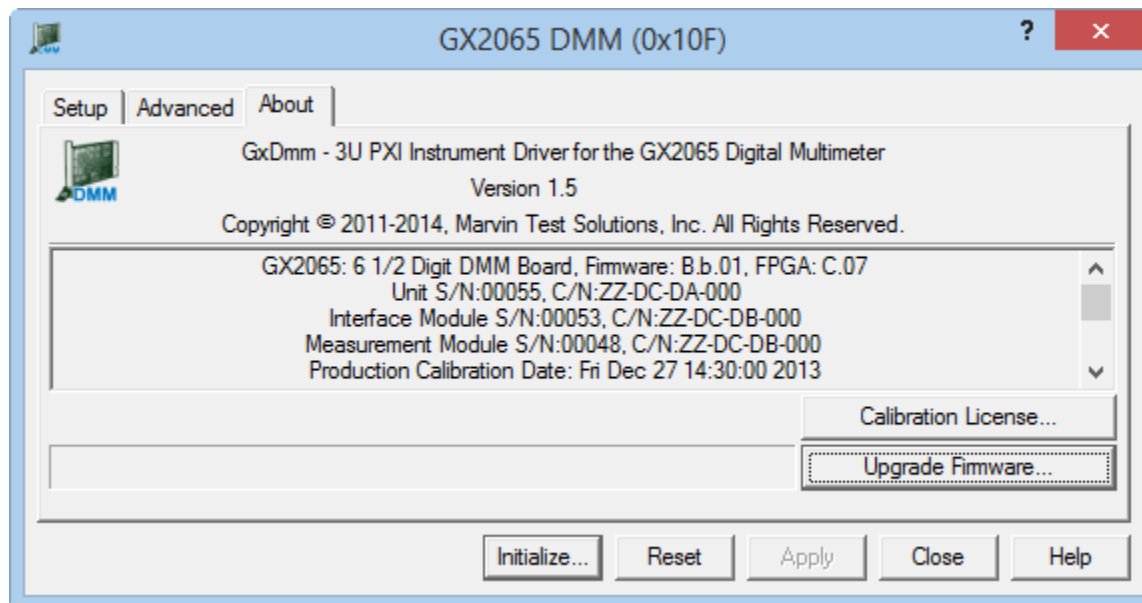 GX2065 DMM (0x10F)
?
Setup Advanced About
DMM
GxDmm - 3U PXI Instrument Driver for the GX2065 Digital Multimeter
Version 1.5
Copyright © 2011-2014, Marvin Test Solutions, Inc. All Rights Reserved.
GX2065: 6 1/2 Digit DMM Board, Firmware: B.b.01, FPGA: C.07
Unit S/N:00055, C/N:ZZ-DC-DA-000
Interface Module S/N:00053, C/N:ZZ-DC-DB-000
Measurement Module S/N:00048, C/N:ZZ-DC-DB-000
Production Calibration Date: Fri Dec 27 14:30:00 2013
Calibration License...
Upgrade Firmware...
Initialize... Reset Apply Close Help